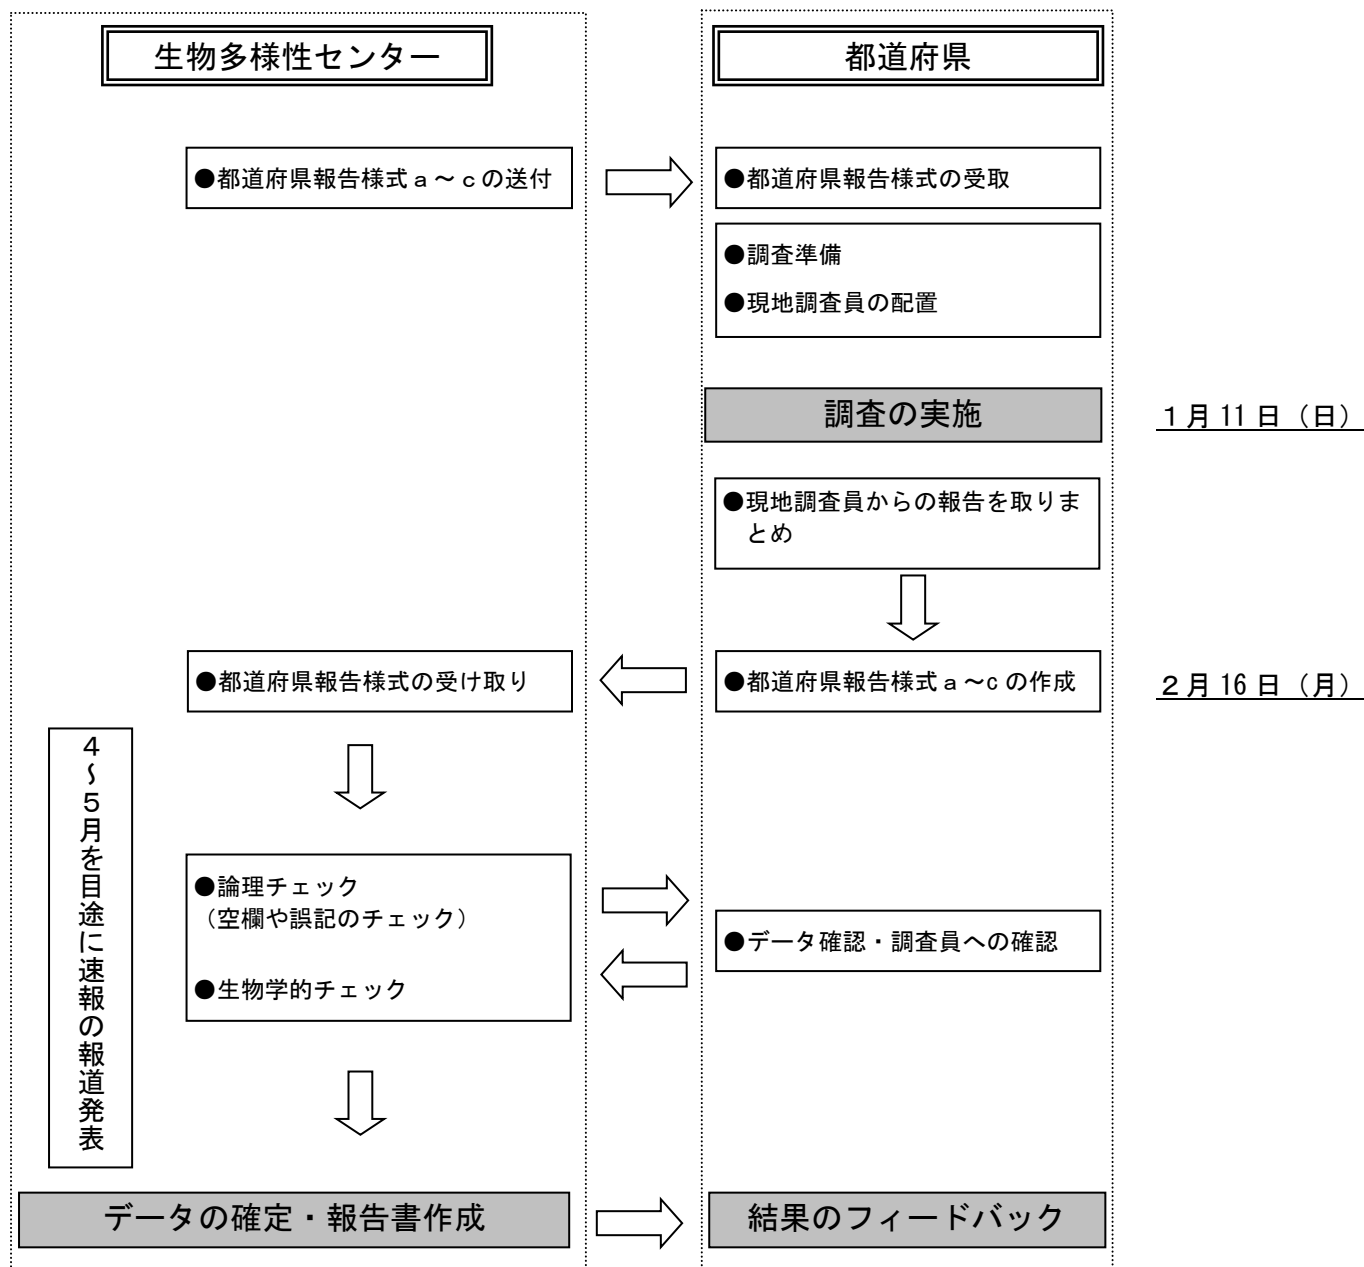 生物多様性センター
都道府県
●都道府県報告様式ａ～ｃの送付
●都道府県報告様式の受取
●調査準備
●現地調査員の配置
調査の実施
１月 11 日（日）
●現地調査員からの報告を取りま
とめ
●都道府県報告様式の受け取り
●都道府県報告様式ａ～c の作成
２月 16 日（月）
４～５月を目途に速報の報道発表
●論理チェック
（空欄や誤記のチェック）
●生物学的チェック
●データ確認・調査員への確認
データの確定・報告書作成
結果のフィードバック